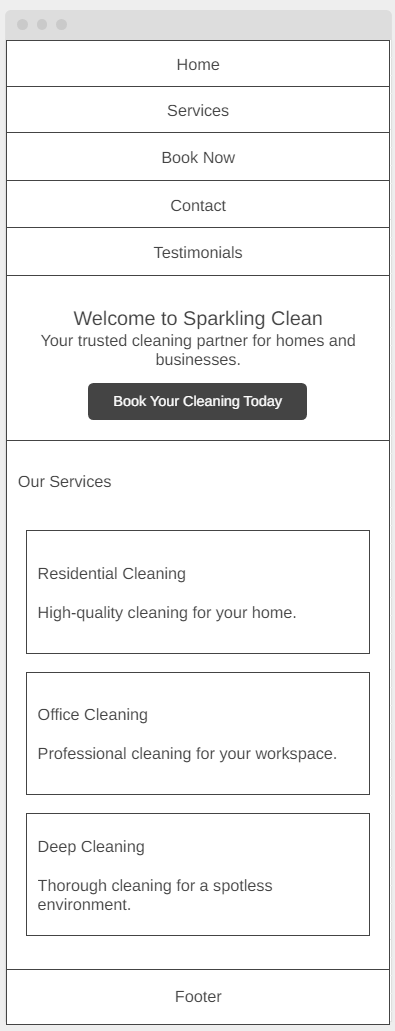 Home
Services
Book Now
Contact
Testimonials
Welcome to Sparkling Clean
Your trusted cleaning partner for homes and
businesses.
Book Your Cleaning Today
Our Services
Residential Cleaning
High-quality cleaning for your home.
Office Cleaning
Professional cleaning for your workspace.
Deep Cleaning
Thorough cleaning for a spotless
environment.
Footer